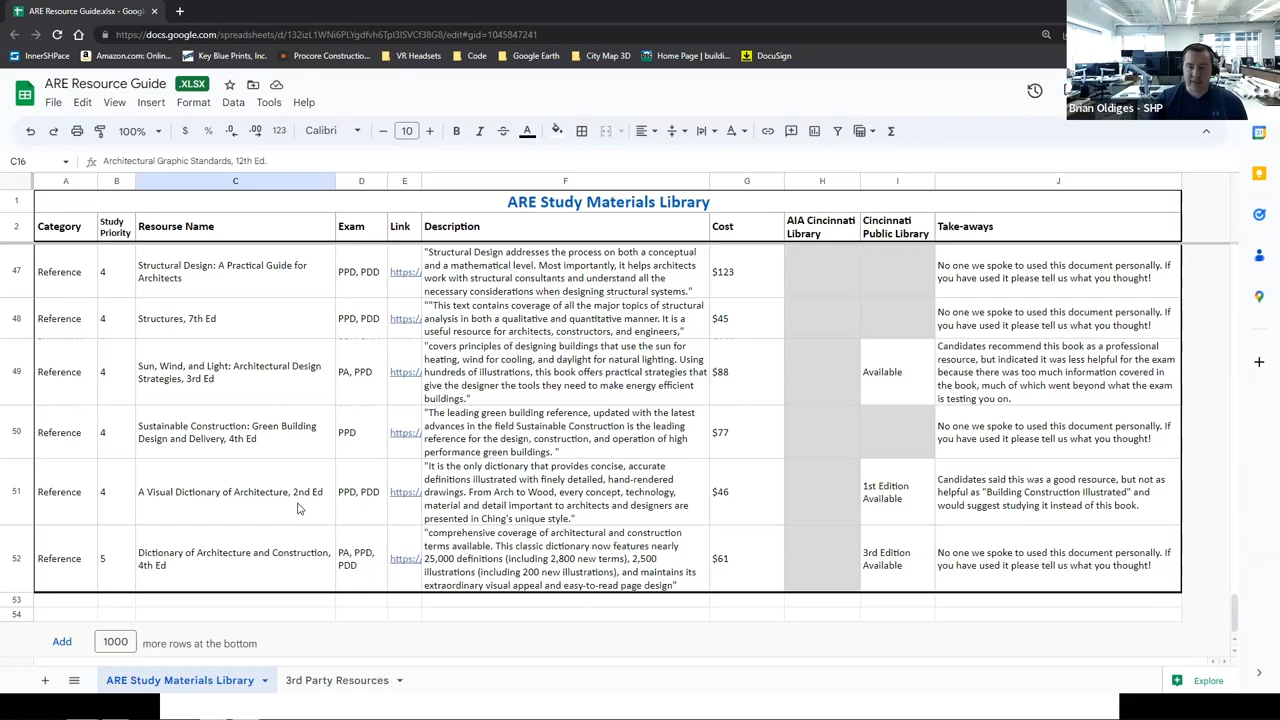 ARE Resource Guide.xlsx - Googl
https://docs.google.com/spreadsheets/d/132izL1WNi6PLYgdfvh6TpI3lSVCf38G8/edit#gid=1045847241
InnerSHPace
Amazon.com: Online...
Key Blue Prints, Inc.
Procore Constructio...
VR Headsets
Code
Location
City Map 3D
Home Page | buildi...
DocuSign
ARE Resource Guide .XLSX
File Edit View Insert Format Data Tools Help
100% $ % .0 .00 123 Calibri 10
C16 fx Architectural Graphic Standards, 12th Ed.
A B C D E F G H I J
1 ARE Study Materials Library
2 Category Study Priority Resourse Name Exam Link Description Cost AIA Cincinnati Library Cincinnati Public Library Take-aways
47 Reference 4 Structural Design: A Practical Guide for
Architects
PPD, PDD https:/
"Structural Design addresses the process on both a conceptual
and a mathematical level. Most importantly, it helps architects
work with structural consultants and understand all the
necessary considerations when designing structural systems."
$123
No one we spoke to used this document personally. If
you have used it please tell us what you thought!
48 Reference 4 Structures, 7th Ed PPD, PDD https:/
""This text contains coverage of all the major topics of structural
analysis in both a qualitative and quantitative manner. It is a
useful resource for architects, constructors, and engineers,"
$45
No one we spoke to used this document personally. If
you have used it please tell us what you thought!
49 Reference 4 Sun, Wind, and Light: Architectural Design
Strategies, 3rd Ed
PA, PPD https:/
"covers principles of designing buildings that use the sun for
heating, wind for cooling, and daylight for natural lighting. Using
hundreds of illustrations, this book offers practical strategies that
give the designer the tools they need to make energy efficient
buildings."
$88
Available
Candidates recommend this book as a professional
resource, but indicated it was less helpful for the exam
because there was too much information covered in
the book, much of which went beyond what the exam
is testing you on.
50 Reference 4 Sustainable Construction: Green Building
Design and Delivery, 4th Ed
PPD https:/
"The leading green building reference, updated with the latest
advances in the field Sustainable Construction is the leading
reference for the design, construction, and operation of high
performance green buildings. "
$77
No one we spoke to used this document personally. If
you have used it please tell us what you thought!
51 Reference 4 A Visual Dictionary of Architecture, 2nd Ed PPD, PDD https:/
"It is the only dictionary that provides concise, accurate
definitions illustrated with finely detailed, hand-rendered
drawings. From Arch to Wood, every concept, technology,
material and detail important to architects and designers are
presented in Ching's unique style."
$46
1st Edition
Available
Candidates said this was a good resource, but not as
helpful as "Building Construction Illustrated" and
would suggest studying it instead of this book.
52 Reference 5 Dictionary of Architecture and Construction,
4th Ed
PA, PPD,
PDD
https:/
"comprehensive coverage of architectural and construction
terms available. This classic dictionary now features nearly
25,000 definitions (including 2,800 new terms), 2,500
illustrations (including 200 new illustrations), and maintains its
extraordinary visual appeal and easy-to-read page design"
$61
3rd Edition
Available
No one we spoke to used this document personally. If
you have used it please tell us what you thought!
53
54
Add 1000 more rows at the bottom
ARE Study Materials Library
3rd Party Resources
Explore
Brian Oldiges - SHP